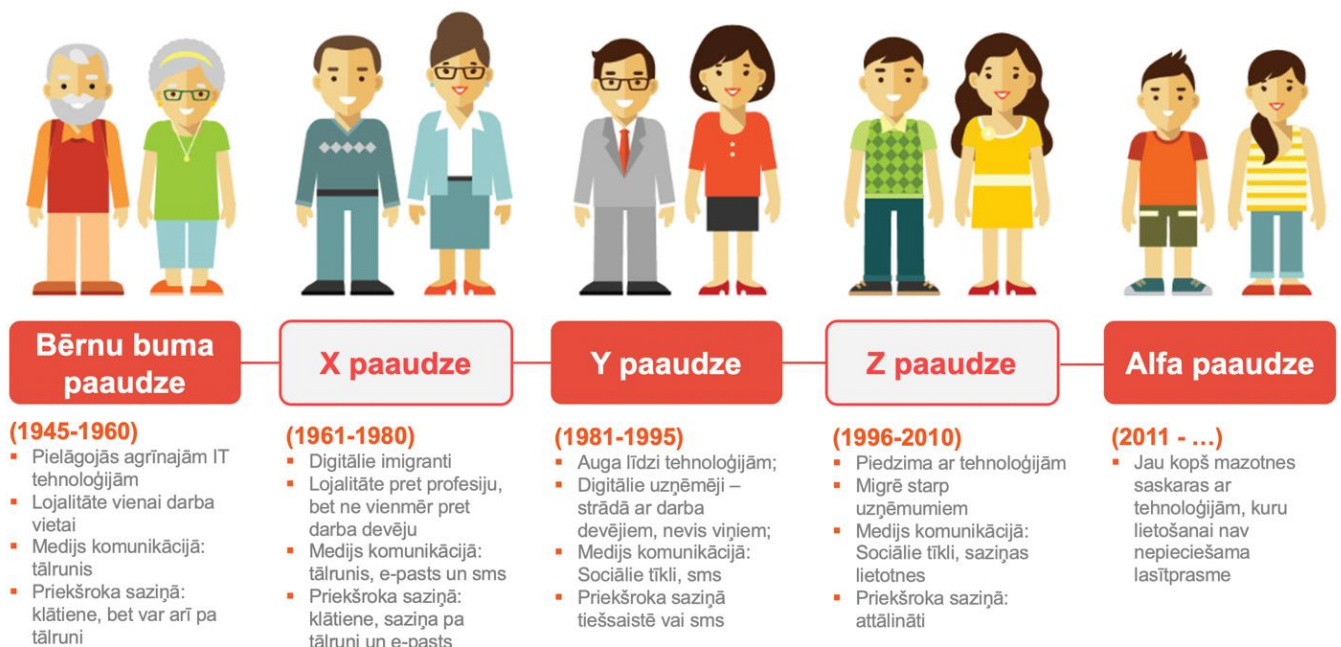 Bērnu buma
paaudze
(1945-1960)
▪ Pielāgojās agrīnajām IT
tehnoloģijām
▪ Lojalitāte vienai darba
vietai
▪ Medijs komunikācijā:
tālrunis
▪ Priekšroka saziņā:
klātiene, bet var arī pa
tālruni
X paaudze
(1961-1980)
▪ Digitālie imigranti
▪ Lojalitāte pret profesiju,
bet ne vienmēr pret
darba devēju
▪ Medijs komunikācijā:
tālrunis, e-pasts un sms
▪ Priekšroka saziņā:
klātiene, saziņa pa
tālruni un e-pasts
Y paaudze
(1981-1995)
▪ Auga līdzi tehnoloģijām;
▪ Digitālie uzņēmēji –
strādā ar darba
devējiem, nevis viņiem;
▪ Medijs komunikācijā:
Sociālie tīkli, sms
▪ Priekšroka saziņā
tiešsaistē vai sms
Z paaudze
(1996-2010)
▪ Piedzima ar tehnoloģijām
▪ Migrē starp
uzņēmumiem
▪ Medijs komunikācijā:
Sociālie tīkli, saziņas
lietotnes
▪ Priekšroka saziņā:
attālināti
Alfa paaudze
(2011 - ...)
▪ Jau kopš mazotnes
saskaras ar
tehnoloģijām, kuru
lietošanai nav
nepieciešama
lasītprasme